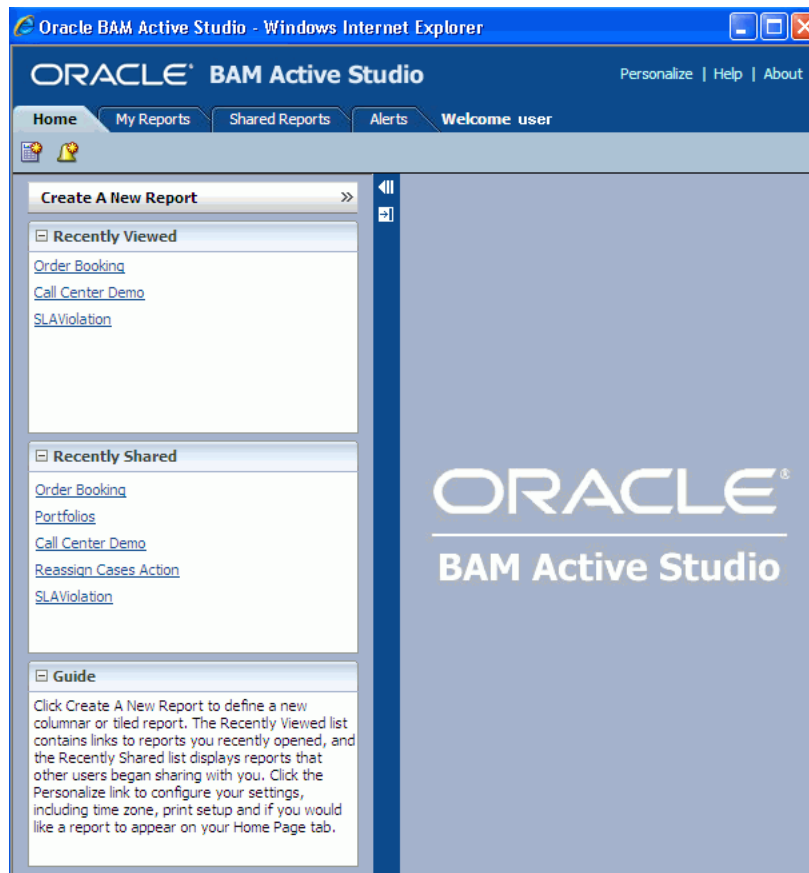 Oracle BAM Active Studio - Windows Internet Explorer
ORACLE® BAM Active Studio
Personalize | Help | About
Home My Reports Shared Reports Alerts Welcome user
Create A New Report »
Recently Viewed
Order Booking
Call Center Demo
SLAViolation
Recently Shared
Order Booking
Portfolios
Call Center Demo
Reassign Cases Action
SLAViolation
Guide
Click Create A New Report to define a new
columnar or tiled report. The Recently Viewed list
contains links to reports you recently opened, and
the Recently Shared list displays reports that
other users began sharing with you. Click the
Personalize link to configure your settings,
including time zone, print setup and if you would
like a report to appear on your Home Page tab.
ORACLE®
BAM Active Studio